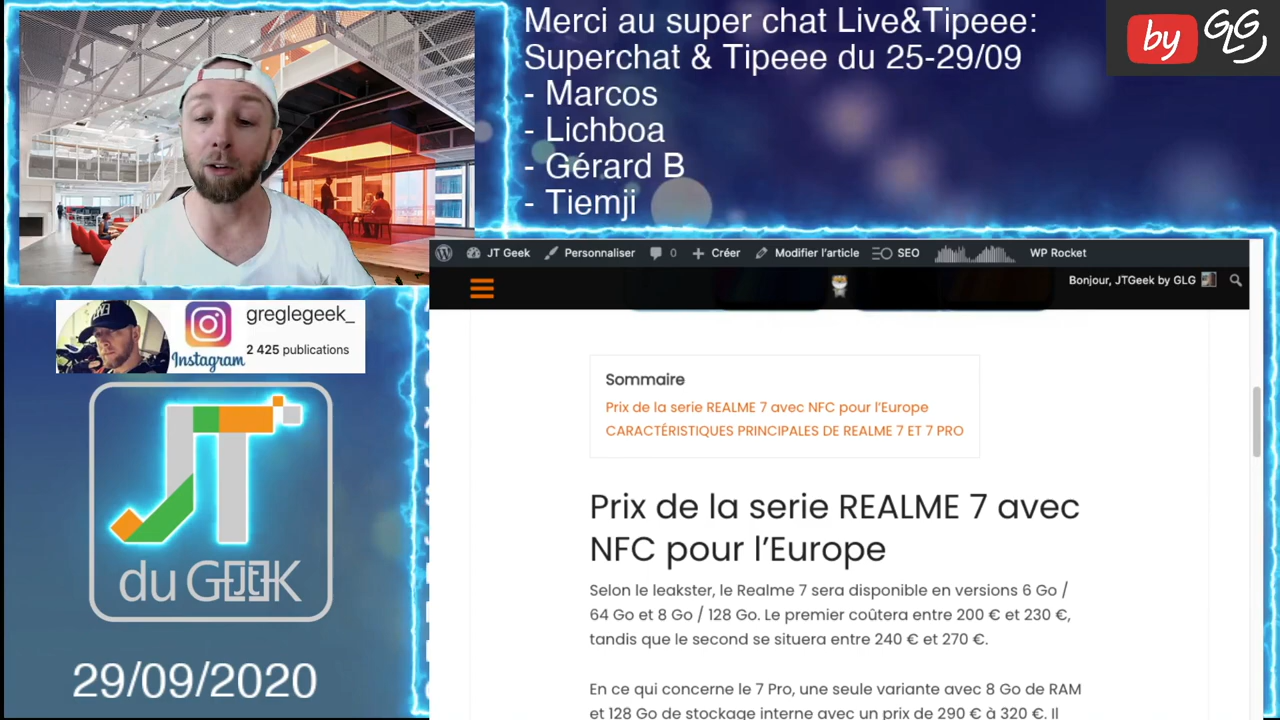 Merci au super chat Live&Tipeee:
Superchat & Tipeee du 25-29/09
- Marcos
- Lichboa
- Gérard B
- Tiemji
by GLG
greglegeek_
2 425 publications
Instagram
JT
du GEEK
29/09/2020
JT Geek Personnaliser 0 Créer Modifier l'article SEO WP Rocket
Bonjour, JTGeek by GLG
Sommaire
Prix de la serie REALME 7 avec NFC pour l'Europe
CARACTÉRISTIQUES PRINCIPALES DE REALME 7 ET 7 PRO
Prix de la serie REALME 7 avec
NFC pour l'Europe
Selon le leakster, le Realme 7 sera disponible en versions 6 Go /
64 Go et 8 Go / 128 Go. Le premier coûtera entre 200 € et 230 €,
tandis que le second se situera entre 240 € et 270 €.
En ce qui concerne le 7 Pro, une seule variante avec 8 Go de RAM
et 128 Go de stockage interne avec un prix de 290 € à 320 €. Il